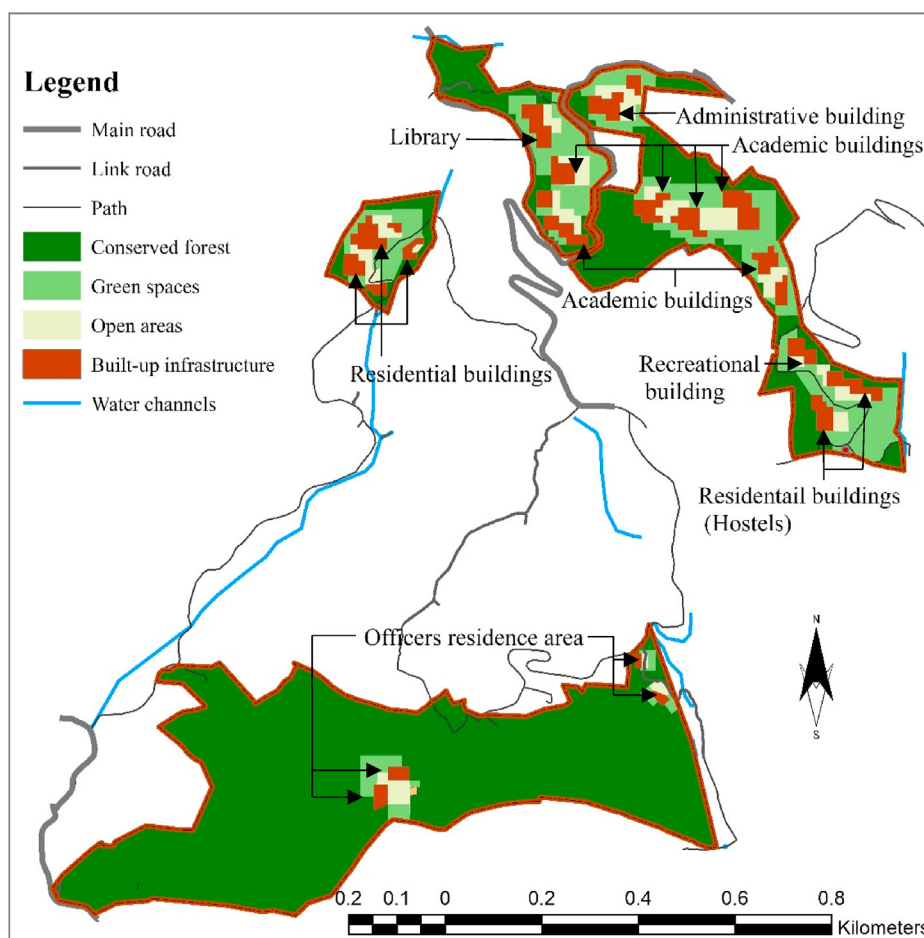 Legend
Main road
Link road
Path
Conserved forest
Green spaces
Open areas
Built-up infrastructure
Water channels
Administrative building
Library
Academic buildings
Academic buildings
Residential buildings
Recreational
building
Residentail buildings
(Hostels)
Officers residence area
N
S
0.2 0.1 0 0.2 0.4 0.6 0.8
Kilometers